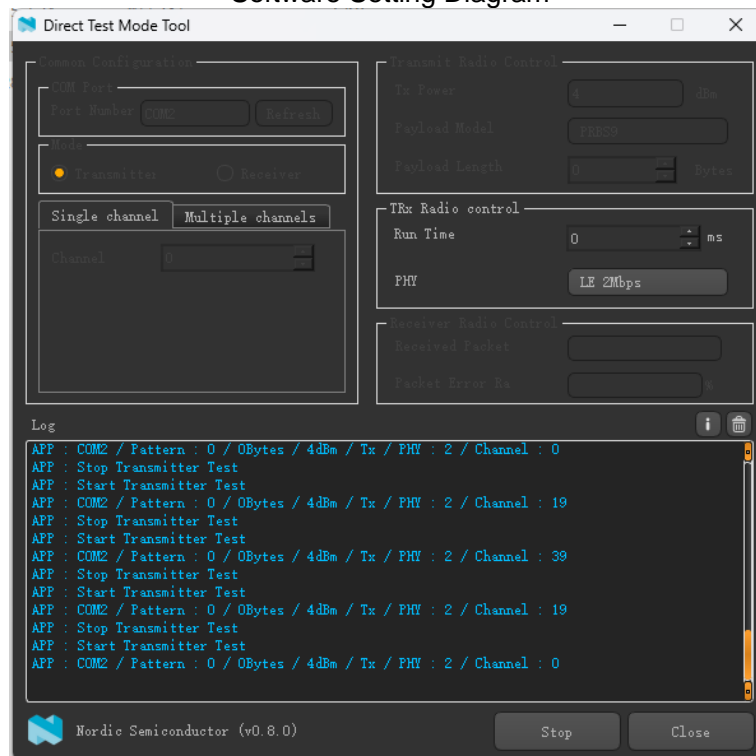 Software Setting Diagram
Direct Test Mode Tool
Common Configuration
COM Port
Port Number COM2 Refresh
Mode
Transmitter Receiver
Single channel Multiple channels
Channel 0
Transmit Radio Control
Tx Power 4 dBm
Payload Model PRBS9
Payload Length 0 Bytes
TRx Radio control
Run Time 0 ms
PHY LE 2Mbps
Receiver Radio Control
Received Packet
Packet Error Ra %
Log
APP : COM2 / Pattern : 0 / 0Bytes / 4dBm / Tx / PHY : 2 / Channel : 0
APP : Stop Transmitter Test
APP : Start Transmitter Test
APP : COM2 / Pattern : 0 / 0Bytes / 4dBm / Tx / PHY : 2 / Channel : 19
APP : Stop Transmitter Test
APP : Start Transmitter Test
APP : COM2 / Pattern : 0 / 0Bytes / 4dBm / Tx / PHY : 2 / Channel : 39
APP : Stop Transmitter Test
APP : Start Transmitter Test
APP : COM2 / Pattern : 0 / 0Bytes / 4dBm / Tx / PHY : 2 / Channel : 19
APP : Stop Transmitter Test
APP : Start Transmitter Test
APP : COM2 / Pattern : 0 / 0Bytes / 4dBm / Tx / PHY : 2 / Channel : 0
Nordic Semiconductor (v0.8.0) Stop Close